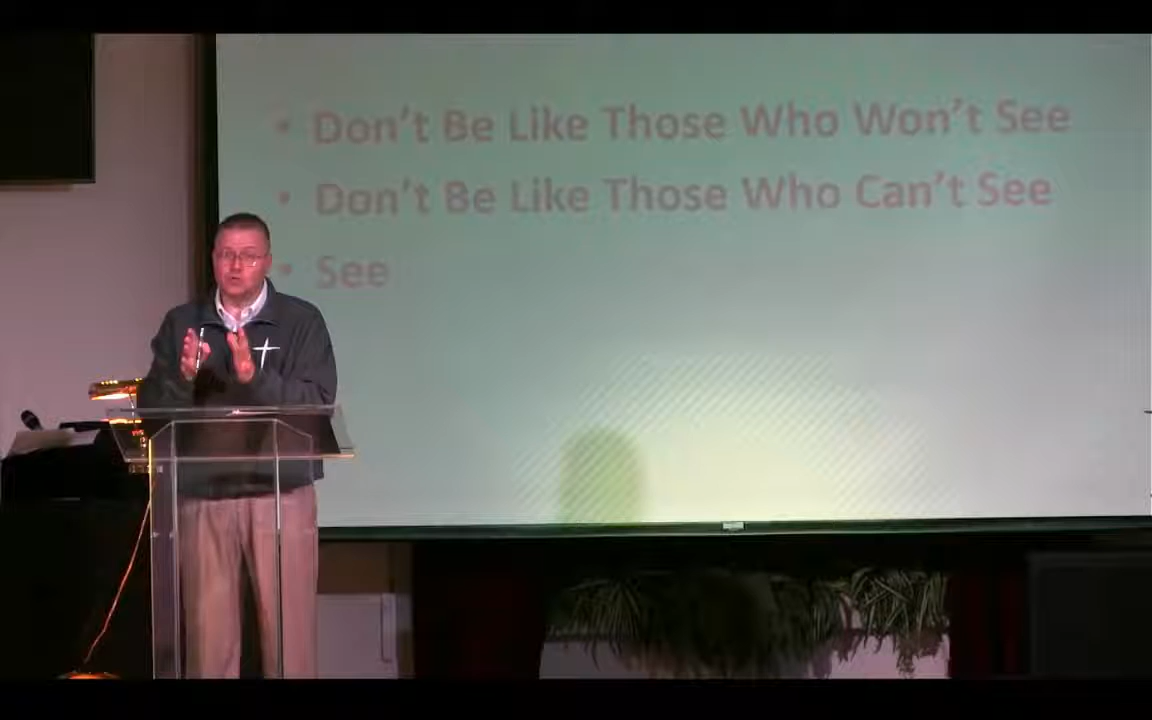 • Don't Be Like Those Who Won't See
• Don't Be Like Those Who Can't See
• See